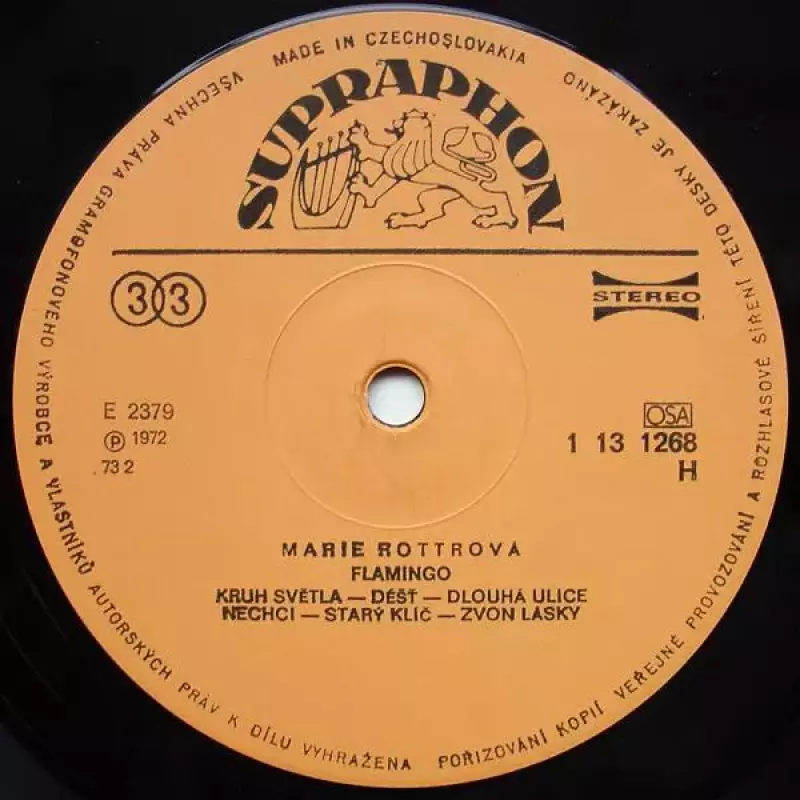 MADE IN CZECHOSLOVAKIA
SUPRAPHON
33
STEREO
E 2379
℗ 1972
73 2
OSA
1 13 1268
H
MARIE ROTTROVÁ
FLAMINGO
KRUH SVĚTLA — DÉŠŤ — DLOUHÁ ULICE
NECHCI — STARÝ KLÍČ — ZVON LÁSKY
VŠECHNA PRÁVA GRAMOFONOVÉHO VÝROBCE A VLASTNÍKŮ AUTORSKÝCH PRÁV K DÍLU VYHRAŽENA POŘIZOVÁNÍ KOPIÍ VEŘEJNÉ PROVOZOVÁNÍ A ROZHLASOVÉ ŠÍŘENÍ TÉTO DESKY JE ZAKÁZÁNO